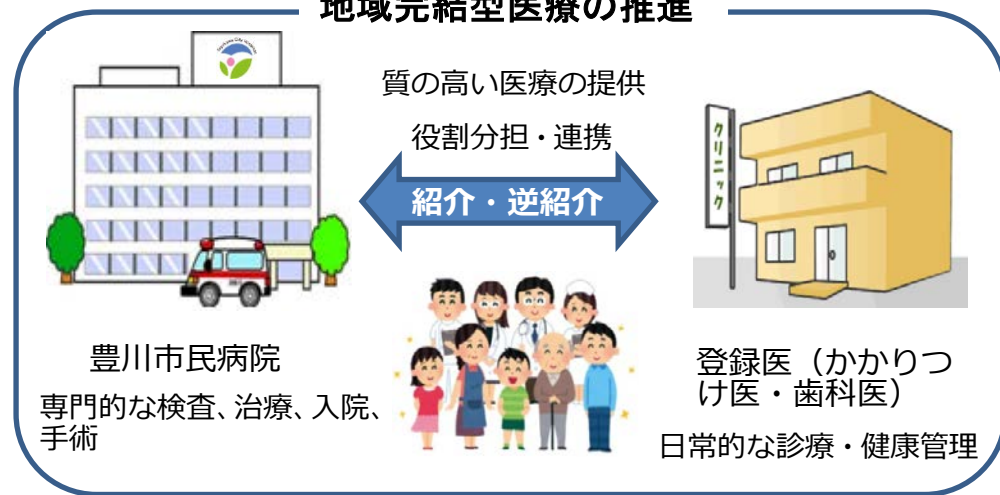 地域完結型医療の推進
質の高い医療の提供
役割分担・連携
紹介・逆紹介
クリニック
豊川市民病院
専門的な検査、治療、入院、
手術
登録医（かかりつ
け医・歯科医）
日常的な診療・健康管理